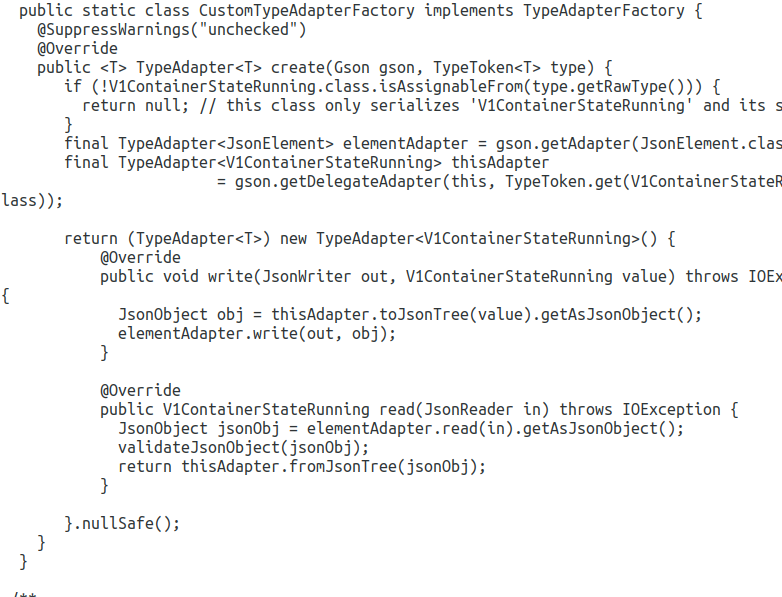 public static class CustomTypeAdapterFactory implements TypeAdapterFactory {
@SuppressWarnings("unchecked")
@Override
public <T> TypeAdapter<T> create(Gson gson, TypeToken<T> type) {
if (!V1ContainerStateRunning.class.isAssignableFrom(type.getRawType())) {
return null; // this class only serializes 'V1ContainerStateRunning' and its s
}
final TypeAdapter<JsonElement> elementAdapter = gson.getAdapter(JsonElement.clas
final TypeAdapter<V1ContainerStateRunning> thisAdapter
= gson.getDelegateAdapter(this, TypeToken.get(V1ContainerStateR
lass));
return (TypeAdapter<T>) new TypeAdapter<V1ContainerStateRunning>() {
@Override
public void write(JsonWriter out, V1ContainerStateRunning value) throws IOEx
{
JsonObject obj = thisAdapter.toJsonTree(value).getAsJsonObject();
elementAdapter.write(out, obj);
}
@Override
public V1ContainerStateRunning read(JsonReader in) throws IOException {
JsonObject jsonObj = elementAdapter.read(in).getAsJsonObject();
validateJsonObject(jsonObj);
return thisAdapter.fromJsonTree(jsonObj);
}
}.nullSafe();
}
}
/**